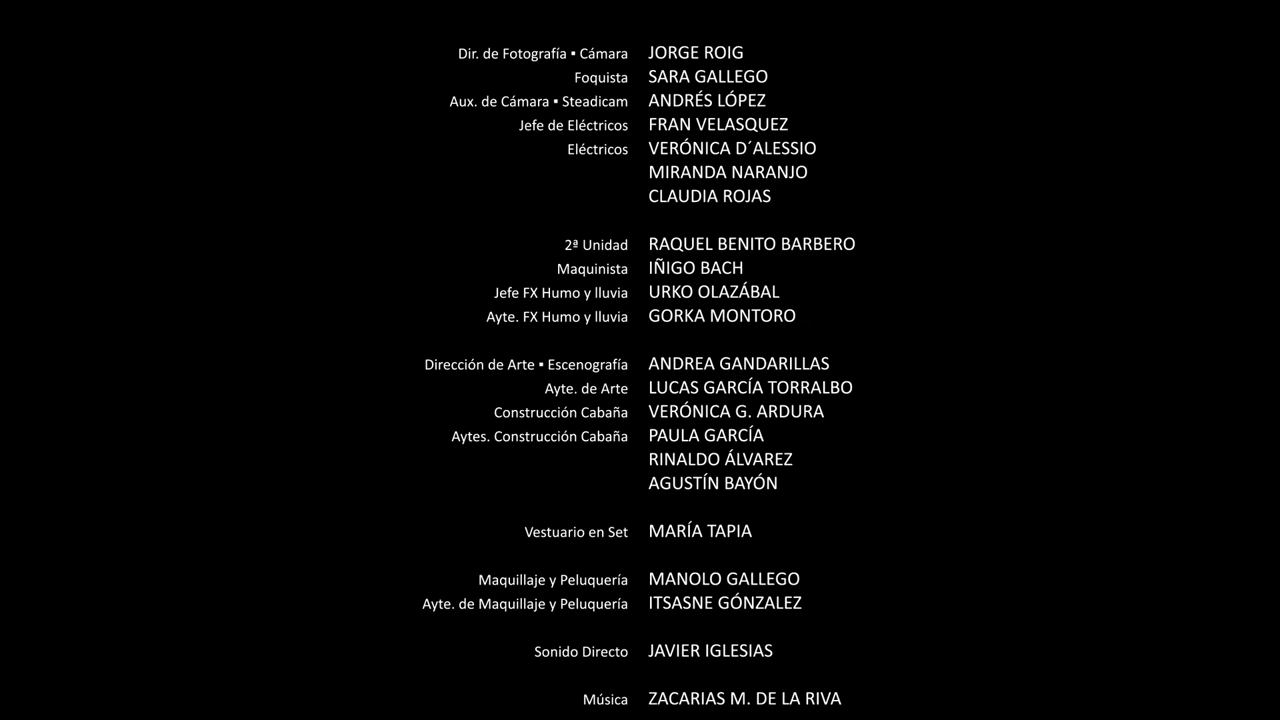 Dir. de Fotografía ▪ Cámara JORGE ROIG
Foquista SARA GALLEGO
Aux. de Cámara ▪ Steadicam ANDRÉS LÓPEZ
Jefe de Eléctricos FRAN VELASQUEZ
Eléctricos VERÓNICA D´ALESSIO
MIRANDA NARANJO
CLAUDIA ROJAS
2ª Unidad RAQUEL BENITO BARBERO
Maquinista IÑIGO BACH
Jefe FX Humo y lluvia URKO OLAZÁBAL
Ayte. FX Humo y lluvia GORKA MONTORO
Dirección de Arte ▪ Escenografía ANDREA GANDARILLAS
Ayte. de Arte LUCAS GARCÍA TORRALBO
Construcción Cabaña VERÓNICA G. ARDURA
Aytes. Construcción Cabaña PAULA GARCÍA
RINALDO ÁLVAREZ
AGUSTÍN BAYÓN
Vestuario en Set MARÍA TAPIA
Maquillaje y Peluquería MANOLO GALLEGO
Ayte. de Maquillaje y Peluquería ITSASNE GÓNZALEZ
Sonido Directo JAVIER IGLESIAS
Música ZACARIAS M. DE LA RIVA